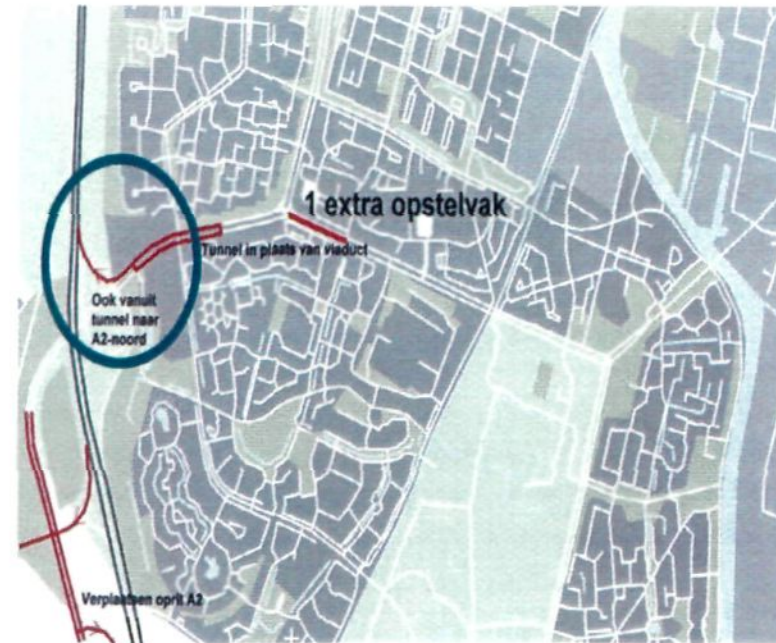 1 extra opstelvak
Tunnel in plaats van viaduct
Ook vanuit
tunnel naar
A2-noord
Verplaatsen oprit A2